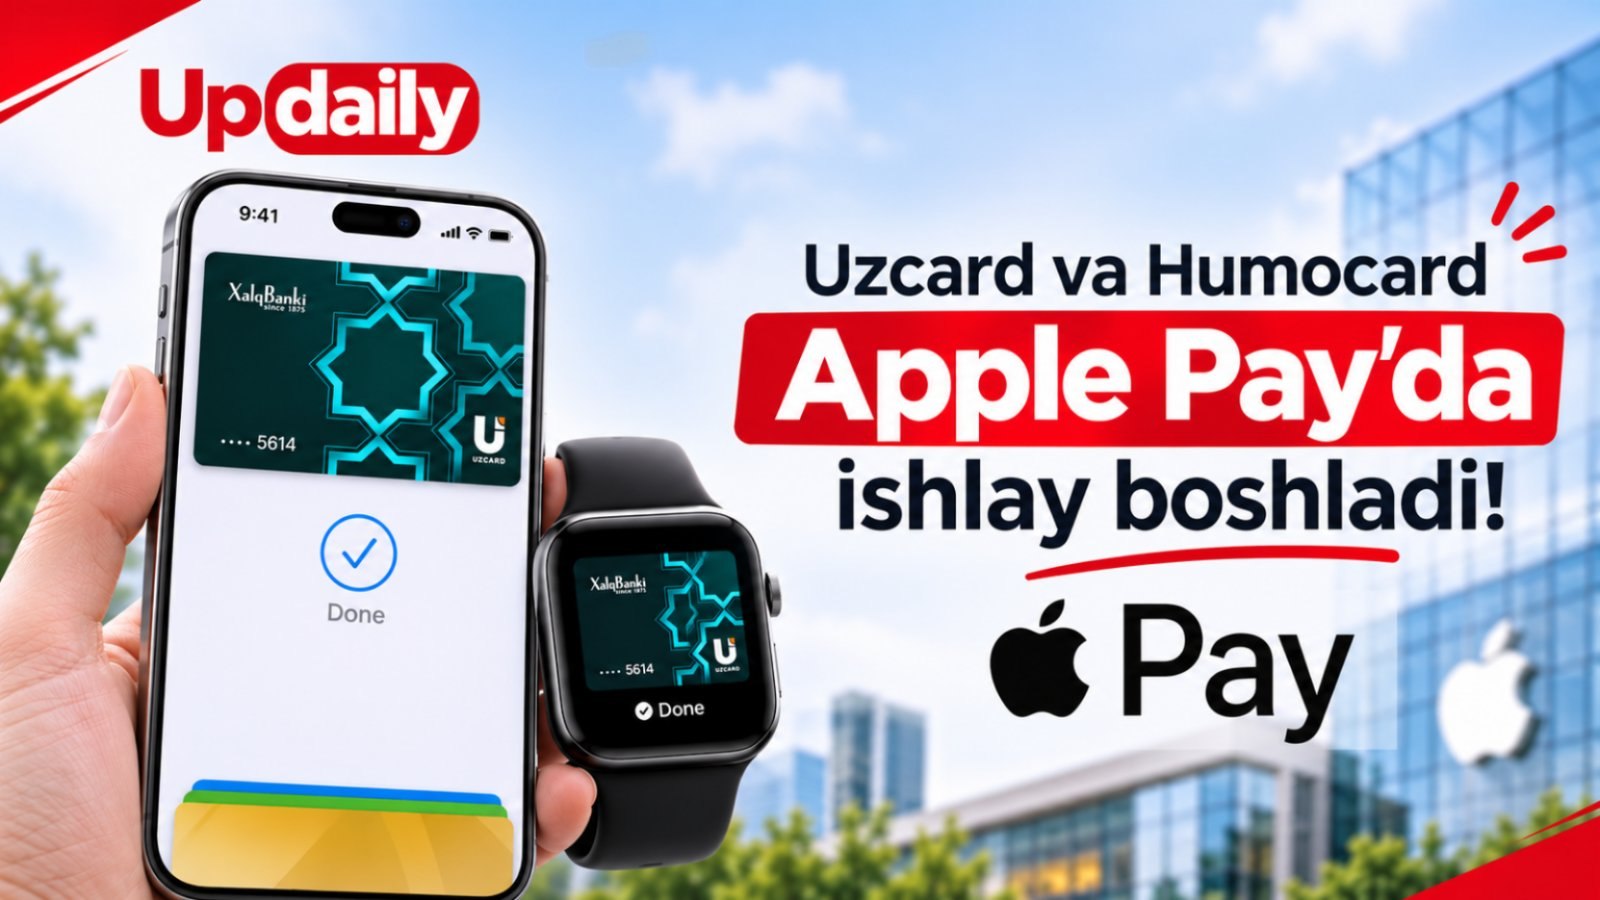 Updaily
9:41
XalqBanki
since 1875
•••• 5614
UZCARD
Done
XalqBanki
since 1875
•••• 5614
UZCARD
Done
Uzcard va Humocard
Apple Pay'da
ishlay boshladi!
Pay